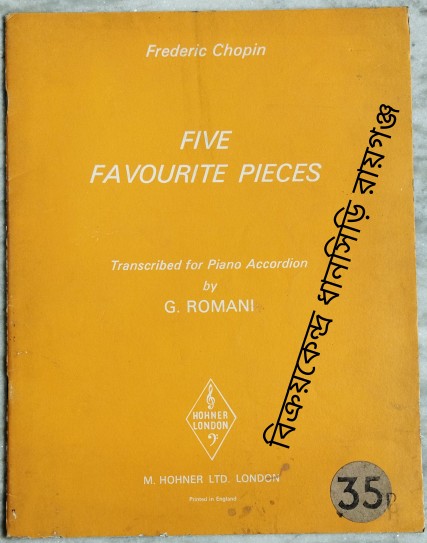 Frederic Chopin
FIVE
FAVOURITE PIECES
Transcribed for Piano Accordion
by
G. ROMANI
বিক্রয়কেন্দ্র ধানসিড়ি রায়গঞ্জ
HOHNER
LONDON
M. HOHNER LTD. LONDON
Printed in England
35p